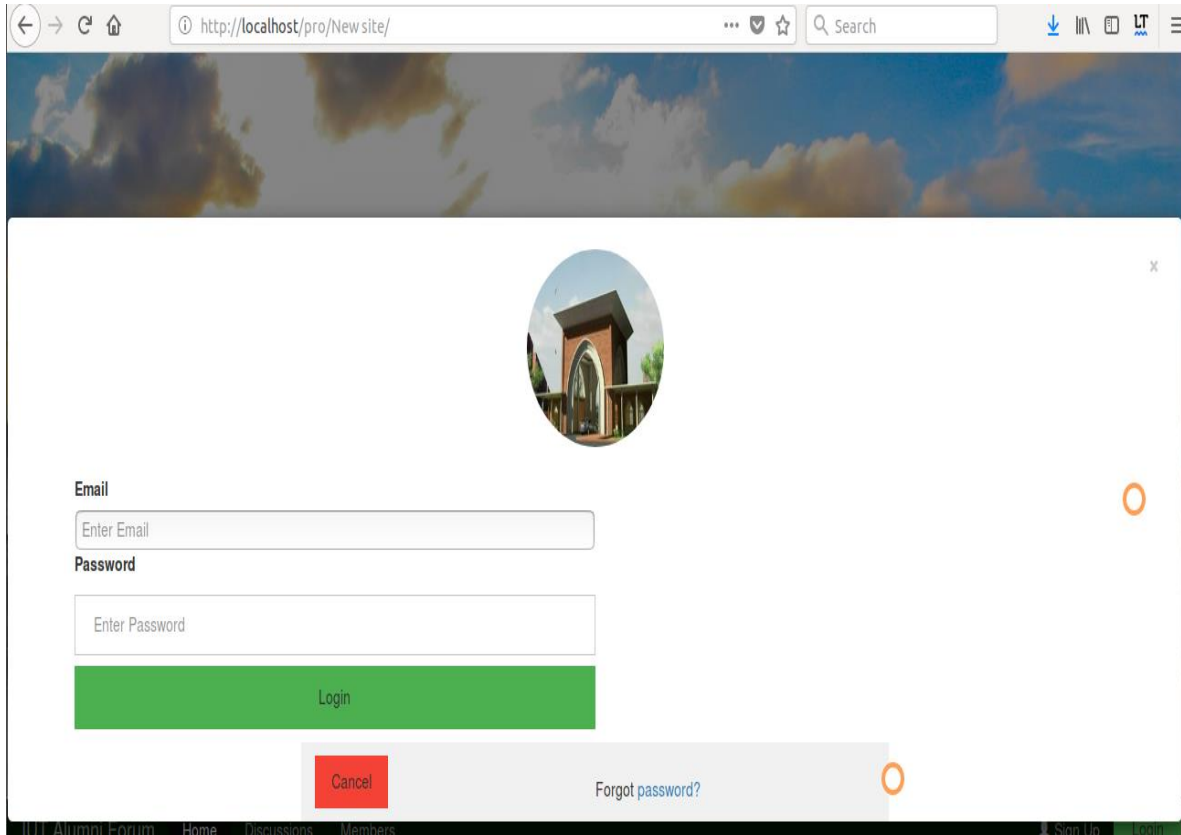 http://localhost/pro/New site/
Search
LT
x
Email
Enter Email
Password
Enter Password
Login
Cancel
Forgot password?
Alumni Forum Home Discussions Members Sign Up Login